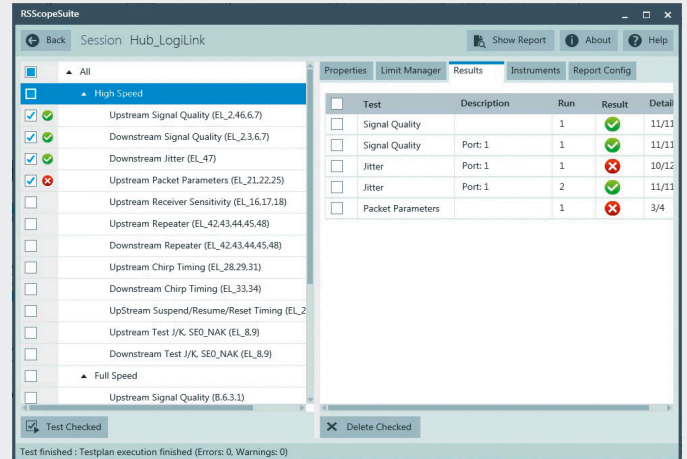 RSScopeSuite
Back Session Hub_LogiLink Show Report About Help
All
High Speed
Upstream Signal Quality (EL_2,46,6,7)
Downstream Signal Quality (EL_2,3,6,7)
Downstream Jitter (EL_47)
Upstream Packet Parameters (EL_21,22,25)
Upstream Receiver Sensitivity (EL_16,17,18)
Upstream Repeater (EL_42,43,44,45,48)
Downstream Repeater (EL_42,43,44,45,48)
Upstream Chirp Timing (EL_28,29,31)
Downstream Chirp Timing (EL_33,34)
UpStream Suspend/Resume/Reset Timing (EL_2
Upstream Test J/K, SE0_NAK (EL_8,9)
Downstream Test J/K, SE0_NAK (EL_8,9)
Full Speed
Upstream Signal Quality (B.6.3.1)
Test Checked
Properties Limit Manager Results Instruments Report Config
Test Description Run Result Detail
Signal Quality 1 11/11
Signal Quality Port: 1 1 11/11
Jitter Port: 1 1 10/12
Jitter Port: 1 2 11/11
Packet Parameters 1 3/4
Delete Checked
Test finished : Testplan execution finished (Errors: 0, Warnings: 0)